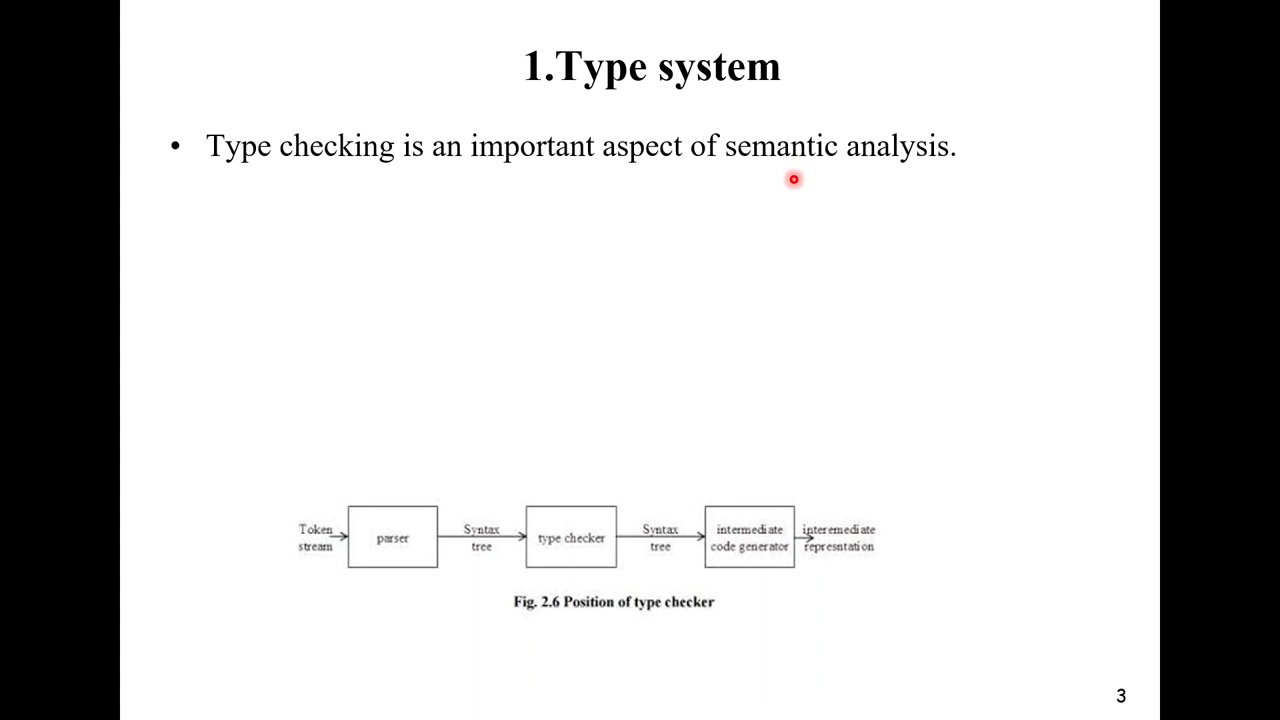 1.Type system
• Type checking is an important aspect of semantic analysis.
Token
stream
parser
Syntax
tree
type checker
Syntax
tree
intermediate
code generator
interemediate
represntation
Fig. 2.6 Position of type checker
3